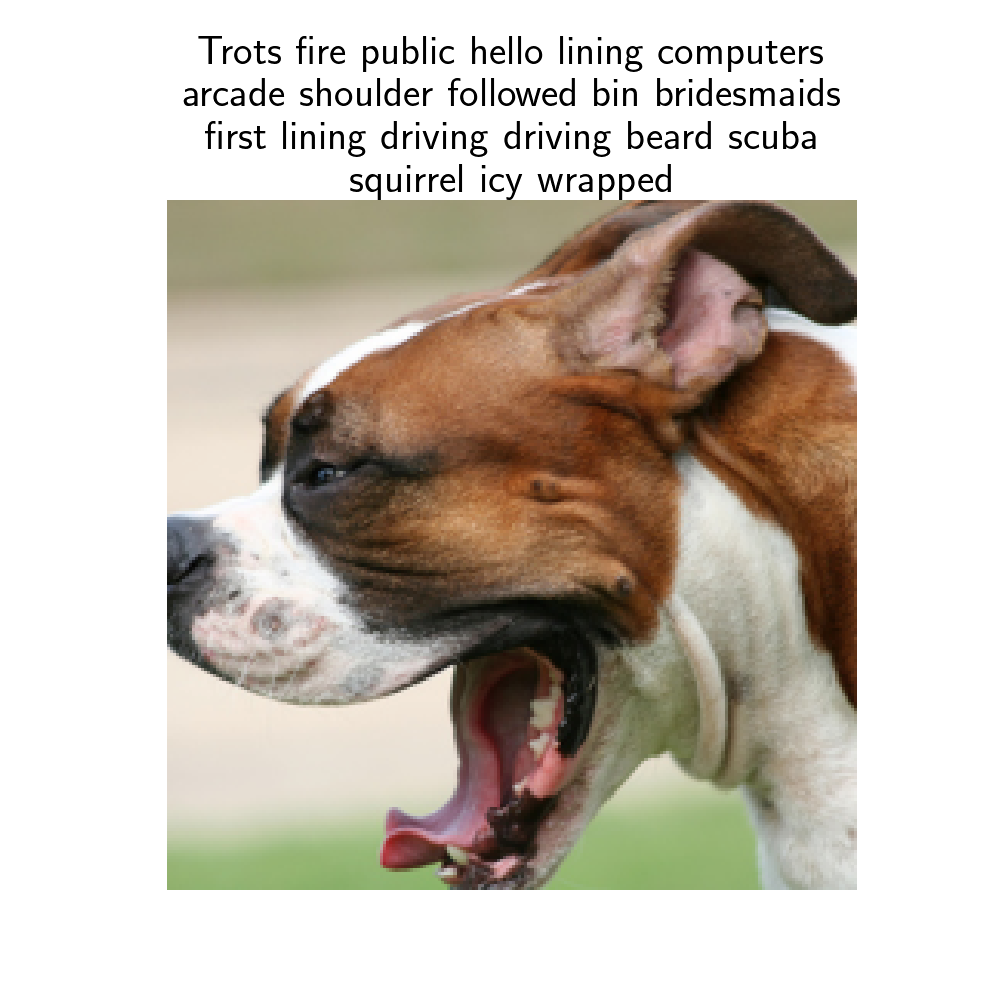 Trots fire public hello lining computers
arcade shoulder followed bin bridesmaids
first lining driving driving beard scuba
squirrel icy wrapped